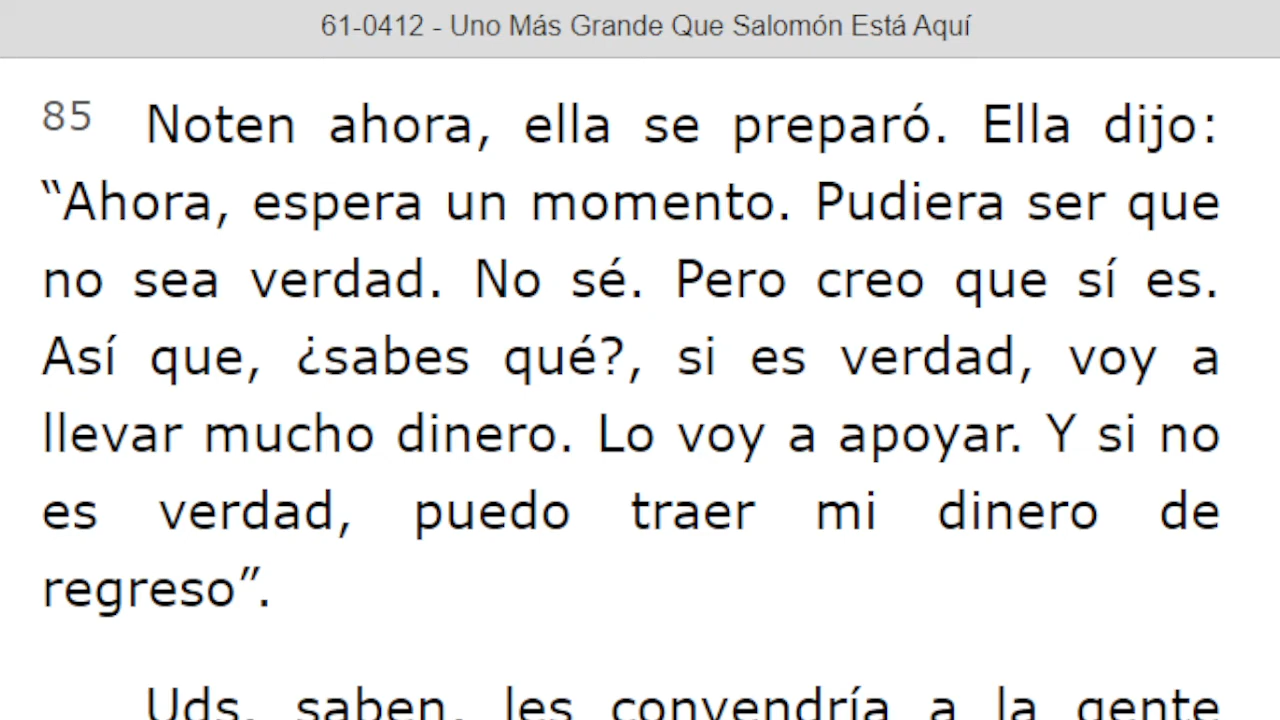 61-0412 - Uno Más Grande Que Salomón Está Aquí
85 Noten ahora, ella se preparó. Ella dijo:
“Ahora, espera un momento. Pudiera ser que
no sea verdad. No sé. Pero creo que sí es.
Así que, ¿sabes qué?, si es verdad, voy a
llevar mucho dinero. Lo voy a apoyar. Y si no
es verdad, puedo traer mi dinero de
regreso”.
Uds. saben, les convendría a la gente